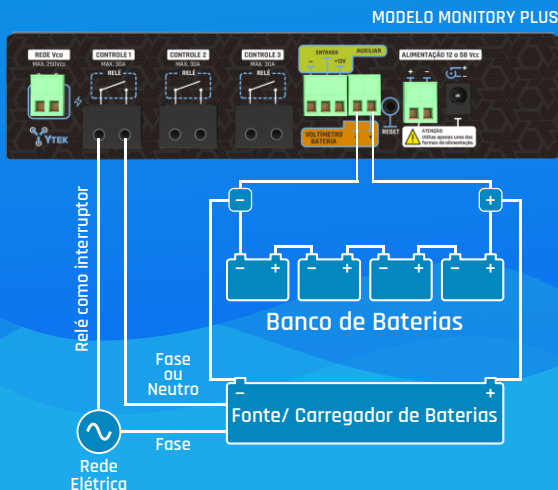 MODELO MONITORY PLUS
REDE Vca
MAX. 250Vcc.
CONTROLE 1
MAX. 30A
RELÉ
CONTROLE 2
MAX. 30A
RELÉ
CONTROLE 3
MAX. 30A
RELÉ
ENTRADA
- +12V
AUXILIAR
ALIMENTAÇÃO 12 a 58 Vcc
+ -
- +
YTEK
VOLTÍMETRO
BATERIA
RESET
ATENÇÃO
Utilize apenas uma das
formas de alimentação.
- +
- + - + - + - +
Banco de Baterias
Relé como interruptor
Fase
ou
Neutro
- +
Fonte/ Carregador de Baterias
Fase
Rede
Elétrica